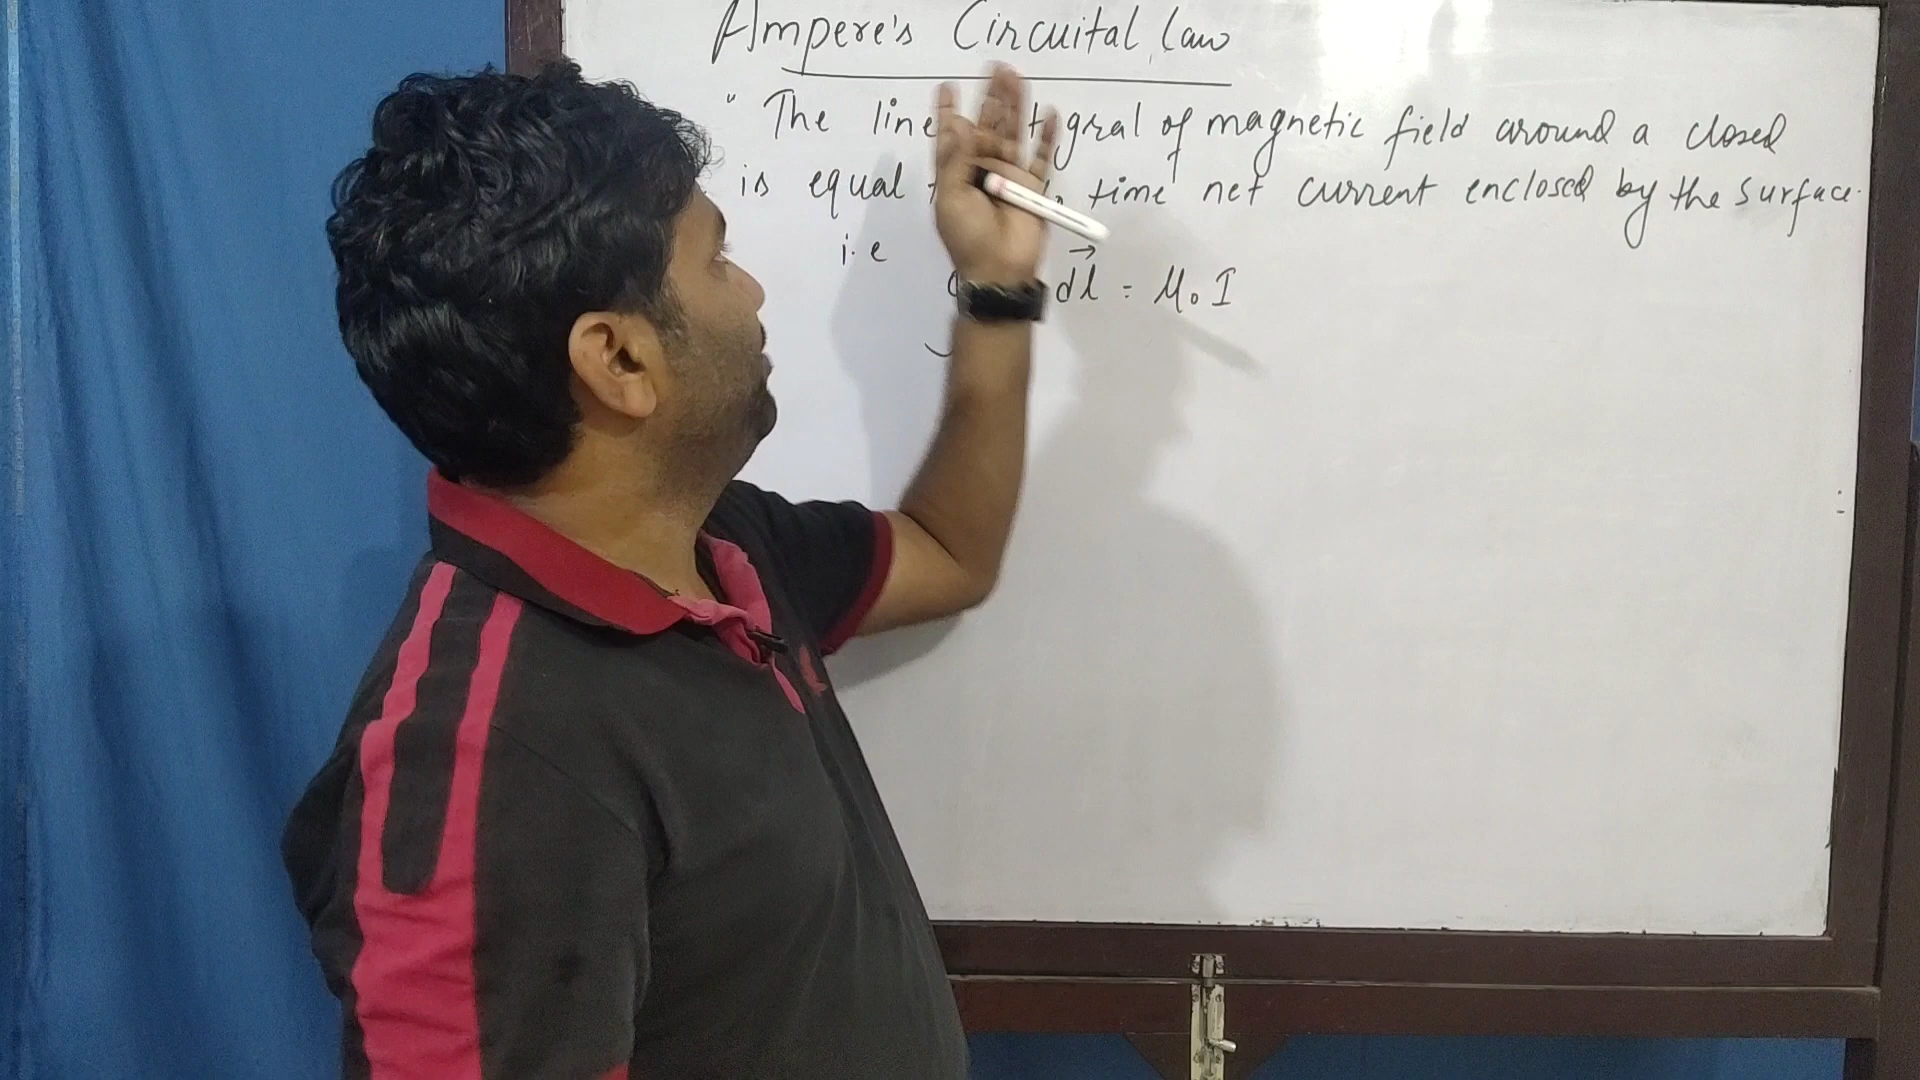 Ampere's Circuital Law
" The line gral of magnetic field around a closed
is equal time net current enclosed by the surface.
i.e
dl⃗ = μ₀ I